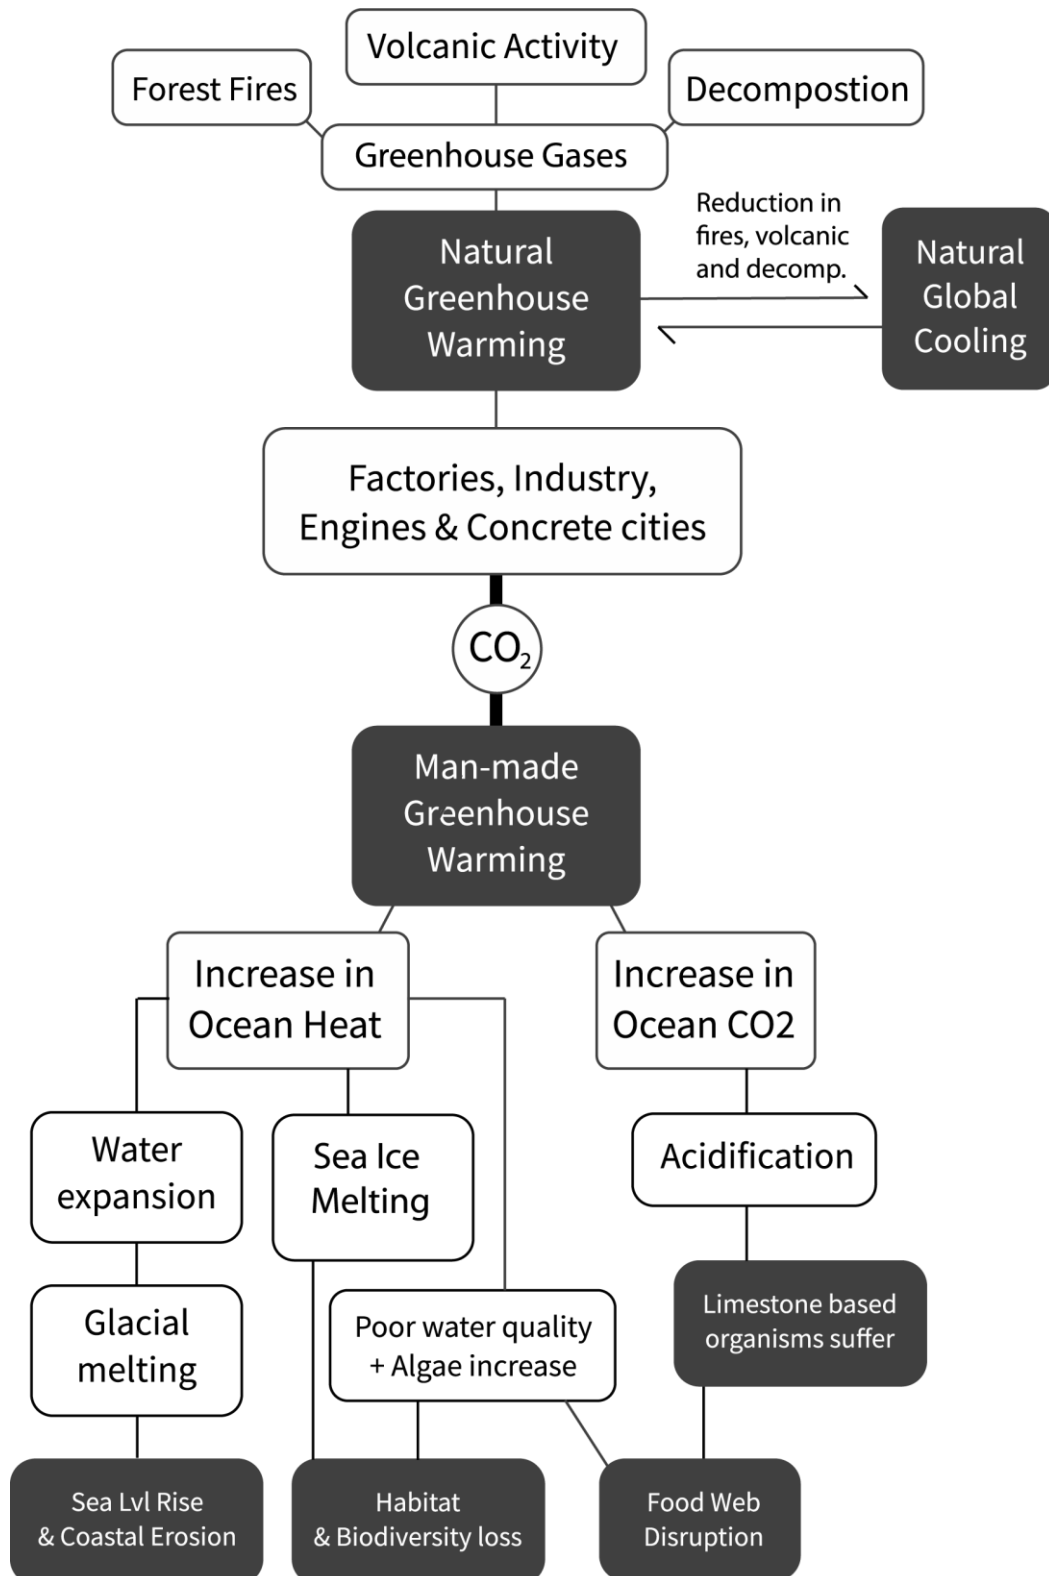 Volcanic Activity
Forest Fires
Decompostion
Greenhouse Gases
Reduction in
fires, volcanic
and decomp.
Natural
Greenhouse
Warming
Natural
Global
Cooling
Factories, Industry,
Engines & Concrete cities
CO₂
Man-made
Greenhouse
Warming
Increase in
Ocean Heat
Increase in
Ocean CO2
Water
expansion
Sea Ice
Melting
Acidification
Glacial
melting
Poor water quality
+ Algae increase
Limestone based
organisms suffer
Sea Lvl Rise
& Coastal Erosion
Habitat
& Biodiversity loss
Food Web
Disruption